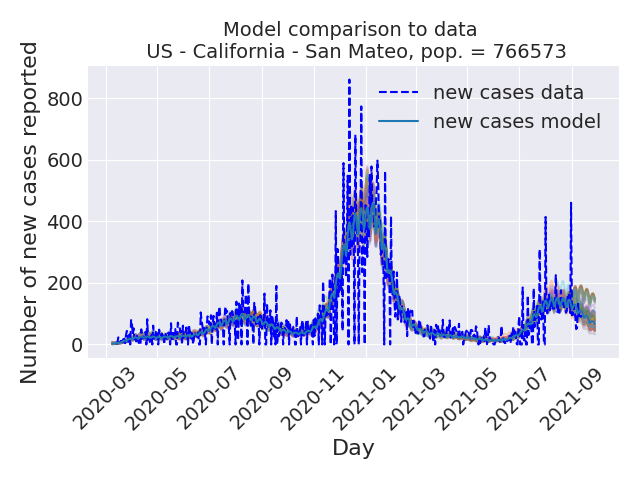 Model comparison to data
US - California - San Mateo, pop. = 766573
Number of new cases reported
800
600
400
200
0
new cases data
new cases model
2020-03
2020-05
2020-07
2020-09
2020-11
2021-01
2021-03
2021-05
2021-07
2021-09
Day